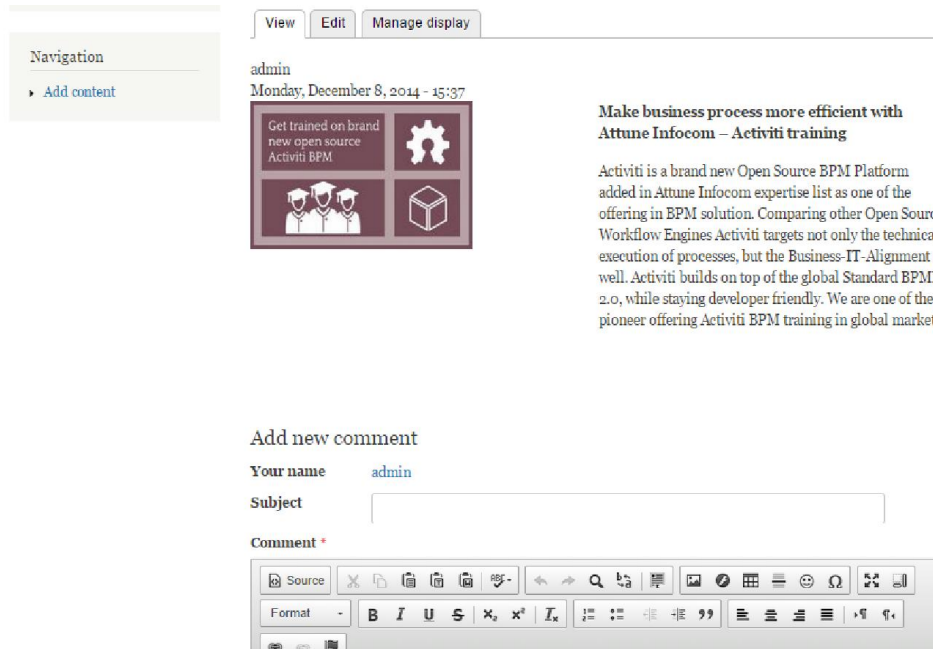 View Edit Manage display
Navigation
Add content
admin
Monday, December 8, 2014 - 15:37
Get trained on brand
new open source
Activiti BPM
Make business process more efficient with
Attune Infocom – Activiti training
Activiti is a brand new Open Source BPM Platform
added in Attune Infocom expertise list as one of the
offering in BPM solution. Comparing other Open Sourc
Workflow Engines Activiti targets not only the technica
execution of processes, but the Business-IT-Alignment
well. Activiti builds on top of the global Standard BPM
2.0, while staying developer friendly. We are one of the
pioneer offering Activiti BPM training in global market
Add new comment
Your name admin
Subject
Comment *
Source
Format